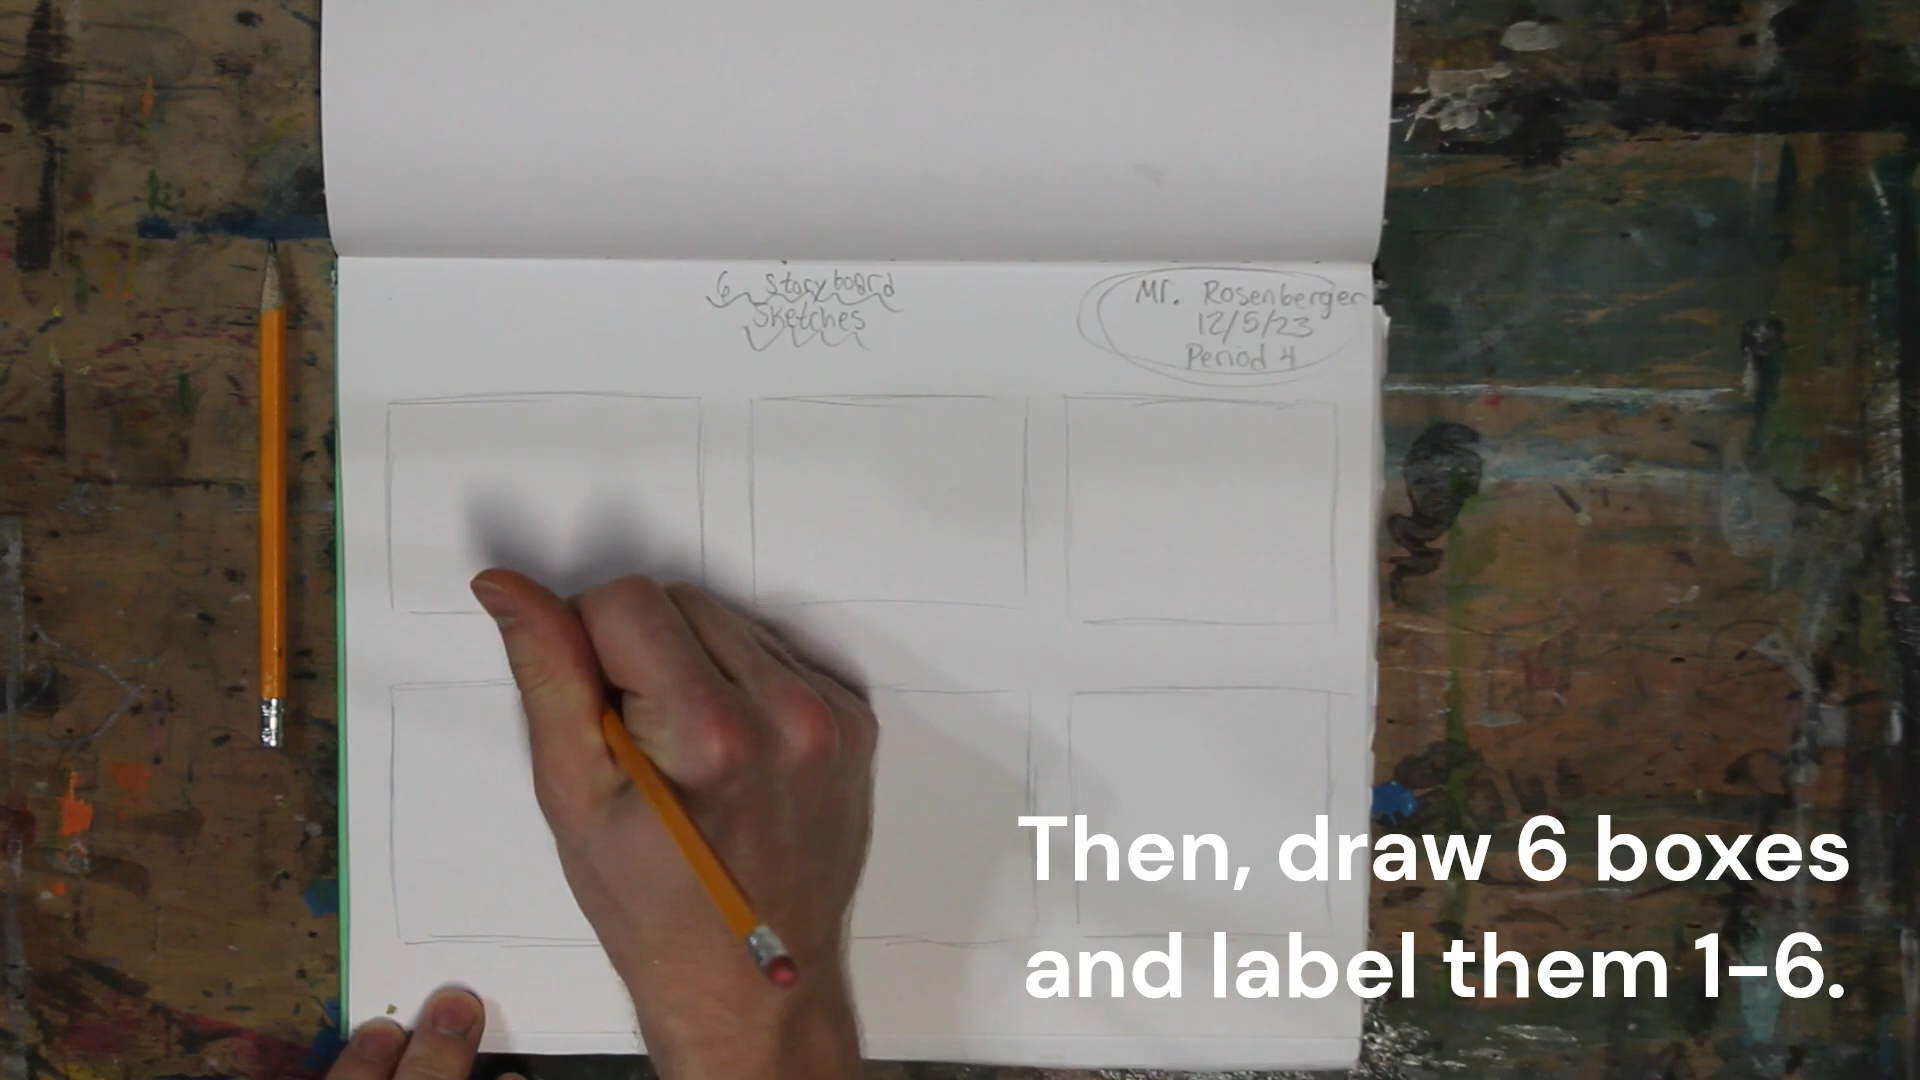 6 Storyboard
Sketches
Mr. Rosenberger
12/5/23
Period 4
Then, draw 6 boxes
and label them 1-6.